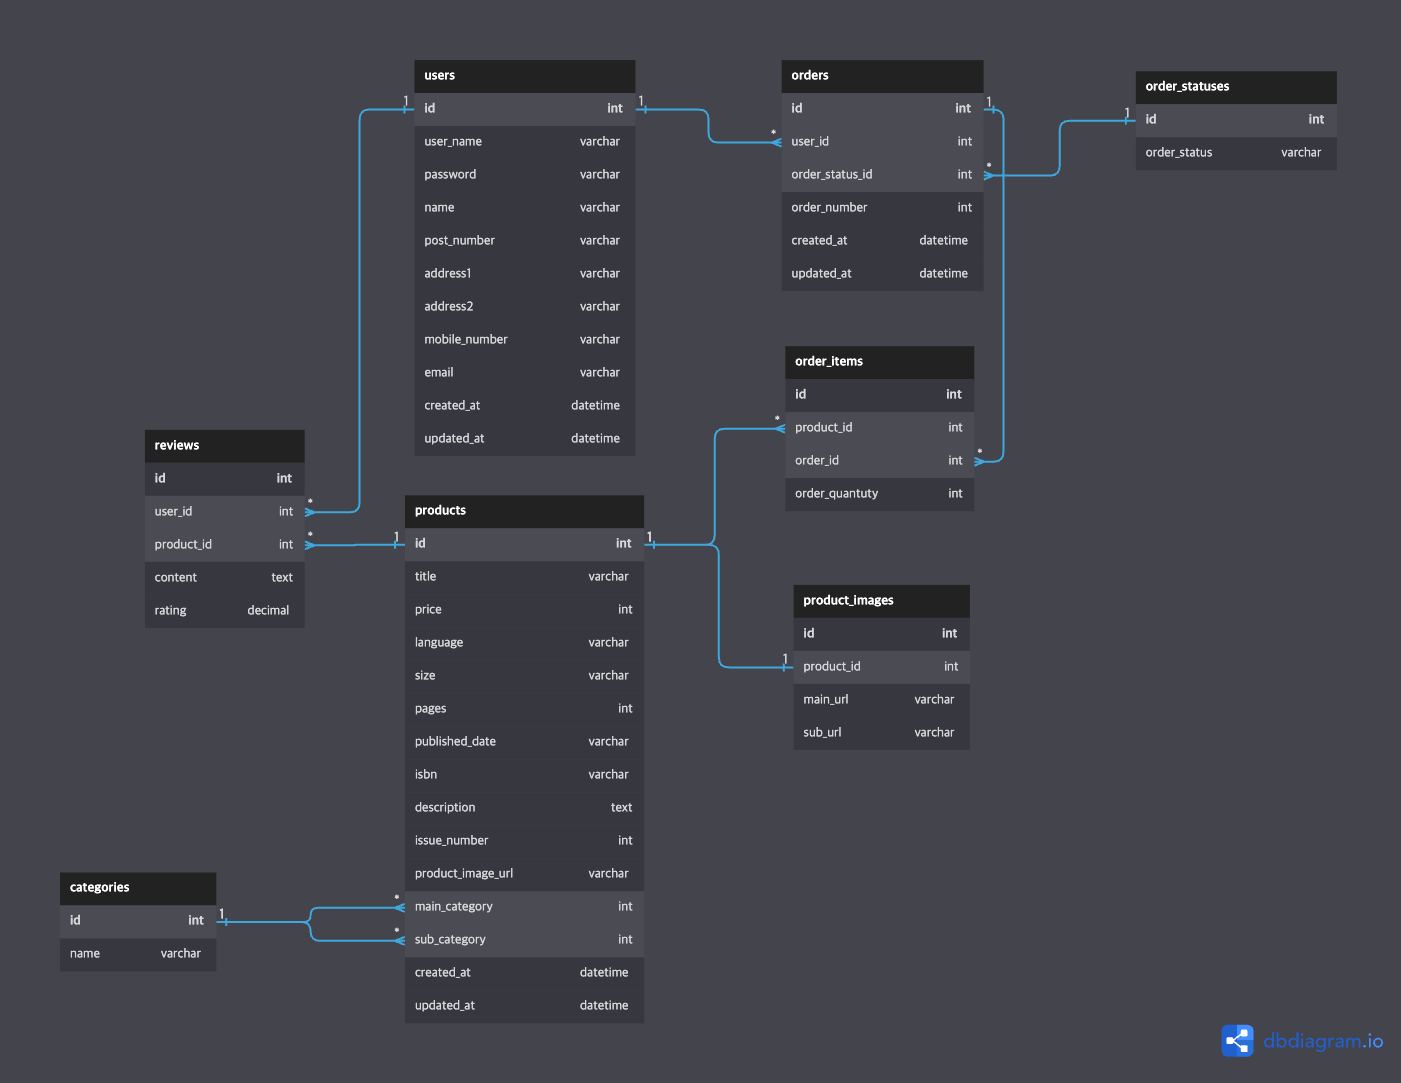 users
1 id int 1
user_name varchar
password varchar
name varchar
post_number varchar
address1 varchar
address2 varchar
mobile_number varchar
email varchar
created_at datetime
updated_at datetime
orders
id int 1
* user_id int
order_status_id int *
order_number int
created_at datetime
updated_at datetime
order_statuses
1 id int
order_status varchar
order_items
id int
* product_id int
order_id int *
order_quantuty int
reviews
id int
user_id int *
product_id int *
content text
rating decimal
products
1 id int 1
title varchar
price int
language varchar
size varchar
pages int
published_date varchar
isbn varchar
description text
issue_number int
product_image_url varchar
* main_category int
* sub_category int
created_at datetime
updated_at datetime
product_images
id int
1 product_id int
main_url varchar
sub_url varchar
categories
id int 1
name varchar
dbdiagram.io